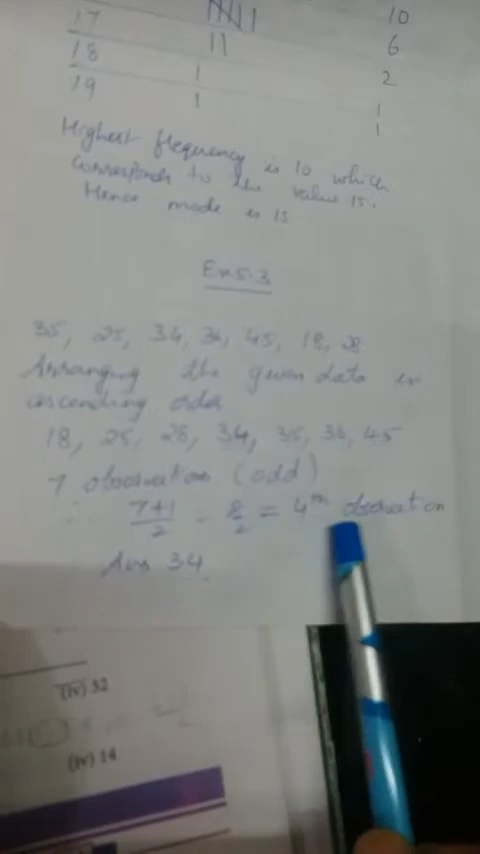 17 10
18 6
19 2
1
1
Highest frequency is 10 which
corresponds to the value 15.
Hence mode is 15
Ex 5.3
35, 25, 34, 36, 45, 18, 28
Arranging the given data in
ascending order
18, 25, 28, 34, 35, 36, 45
7 observation (odd)
∴ 7+1/2 = 8/2 = 4th observation
Ans 34
(iv) 32
(iv) 14